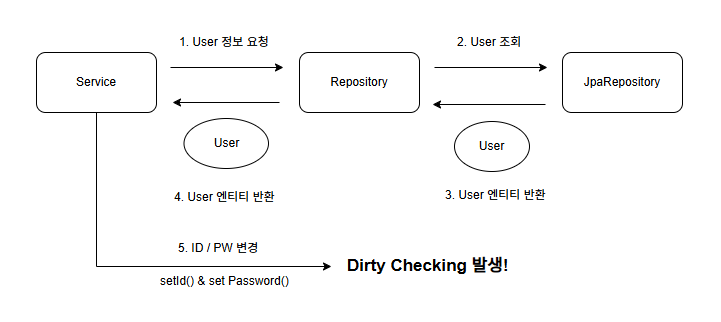 1. User 정보 요청
2. User 조회
Service
Repository
JpaRepository
User
User
4. User 엔티티 반환
3. User 엔티티 반환
5. ID / PW 변경
setId() & set Password()
Dirty Checking 발생!